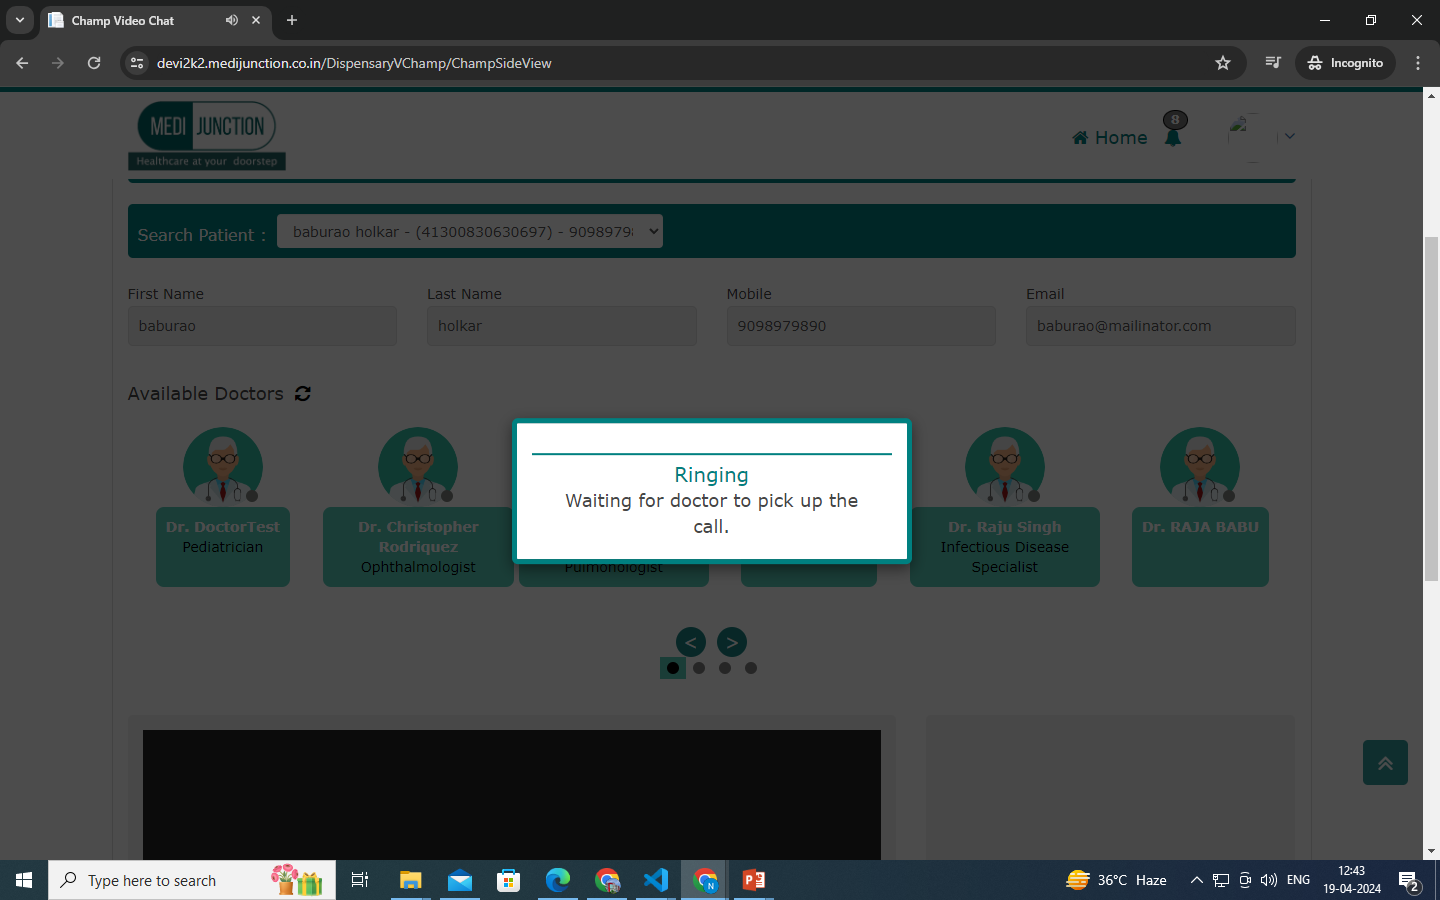 Champ Video Chat
devi2k2.medijunction.co.in/DispensaryVChamp/ChampSideView
Incognito
MEDI JUNCTION
Healthcare at your doorstep
Home
8
Search Patient :
baburao holkar - (41300830630697) - 9098979
First Name
Last Name
Mobile
Email
baburao
holkar
9098979890
baburao@mailinator.com
Available Doctors
Ringing
Waiting for doctor to pick up the
call.
Dr. DoctorTest
Pediatrician
Dr. Christopher
Rodriquez
Ophthalmologist
Pulmonologist
Dr. Raju Singh
Infectious Disease
Specialist
Dr. RAJA BABU
< >
Type here to search
N
36°C Haze
ENG
12:43
19-04-2024
2